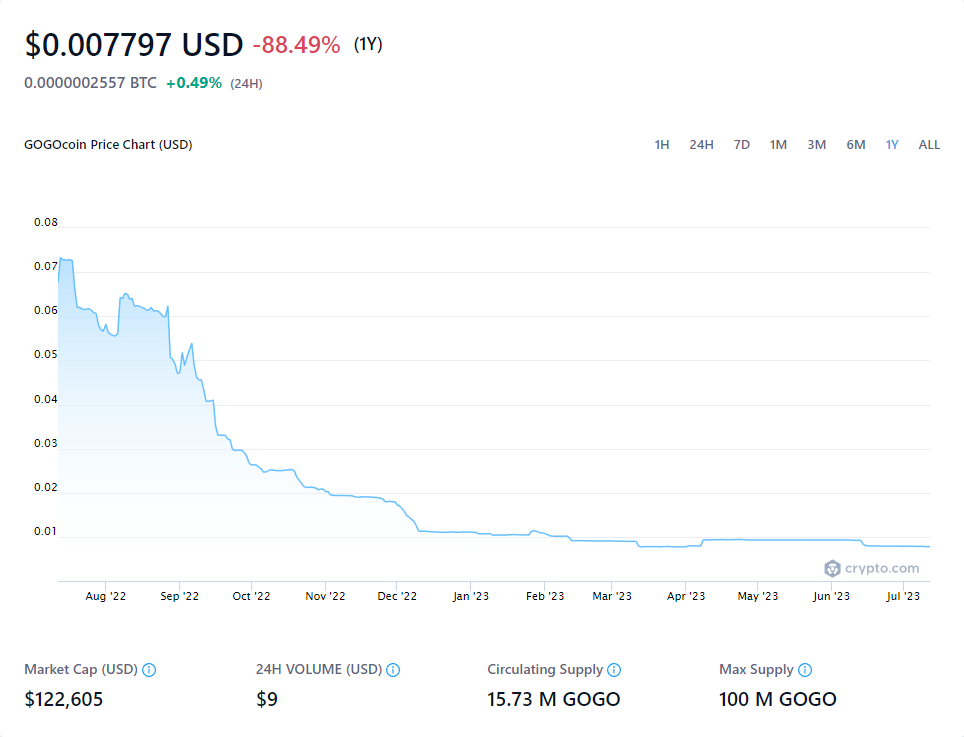 $0.007797 USD -88.49% (1Y)
0.0000002557 BTC +0.49% (24H)
GOGOcoin Price Chart (USD) 1H 24H 7D 1M 3M 6M 1Y ALL
0.08
0.07
0.06
0.05
0.04
0.03
0.02
0.01
crypto.com
Aug '22 Sep '22 Oct '22 Nov '22 Dec '22 Jan '23 Feb '23 Mar '23 Apr '23 May '23 Jun '23 Jul '23
Market Cap (USD) 24H VOLUME (USD) Circulating Supply Max Supply
$122,605 $9 15.73 M GOGO 100 M GOGO